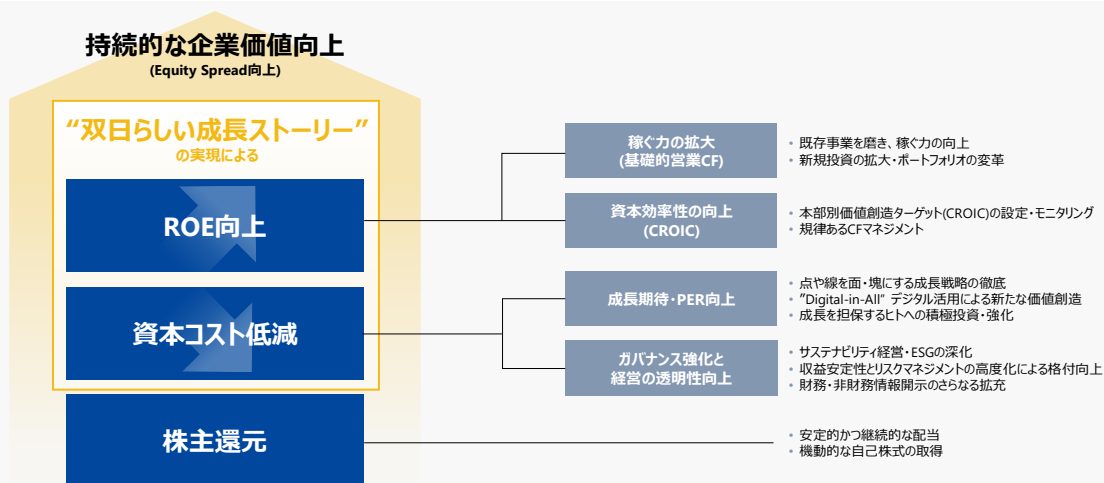 持続的な企業価値向上
(Equity Spread向上)
“双日らしい成長ストーリー”
の実現による
ROE向上
稼ぐ力の拡大
(基礎的営業CF)
・既存事業を磨き、稼ぐ力の向上
・新規投資の拡大・ポートフォリオの変革
資本効率性の向上
(CROIC)
・本部別価値創造ターゲット(CROIC)の設定・モニタリング
・規律あるCFマネジメント
資本コスト低減
成長期待・PER向上
・点や線を面・塊にする成長戦略の徹底
・”Digital-in-All” デジタル活用による新たな価値創造
・成長を担保するヒトへの積極投資・強化
ガバナンス強化と
経営の透明性向上
・サステナビリティ経営・ESGの深化
・収益安定性とリスクマネジメントの高度化による格付向上
・財務・非財務情報開示のさらなる拡充
株主還元
・安定的かつ継続的な配当
・機動的な自己株式の取得